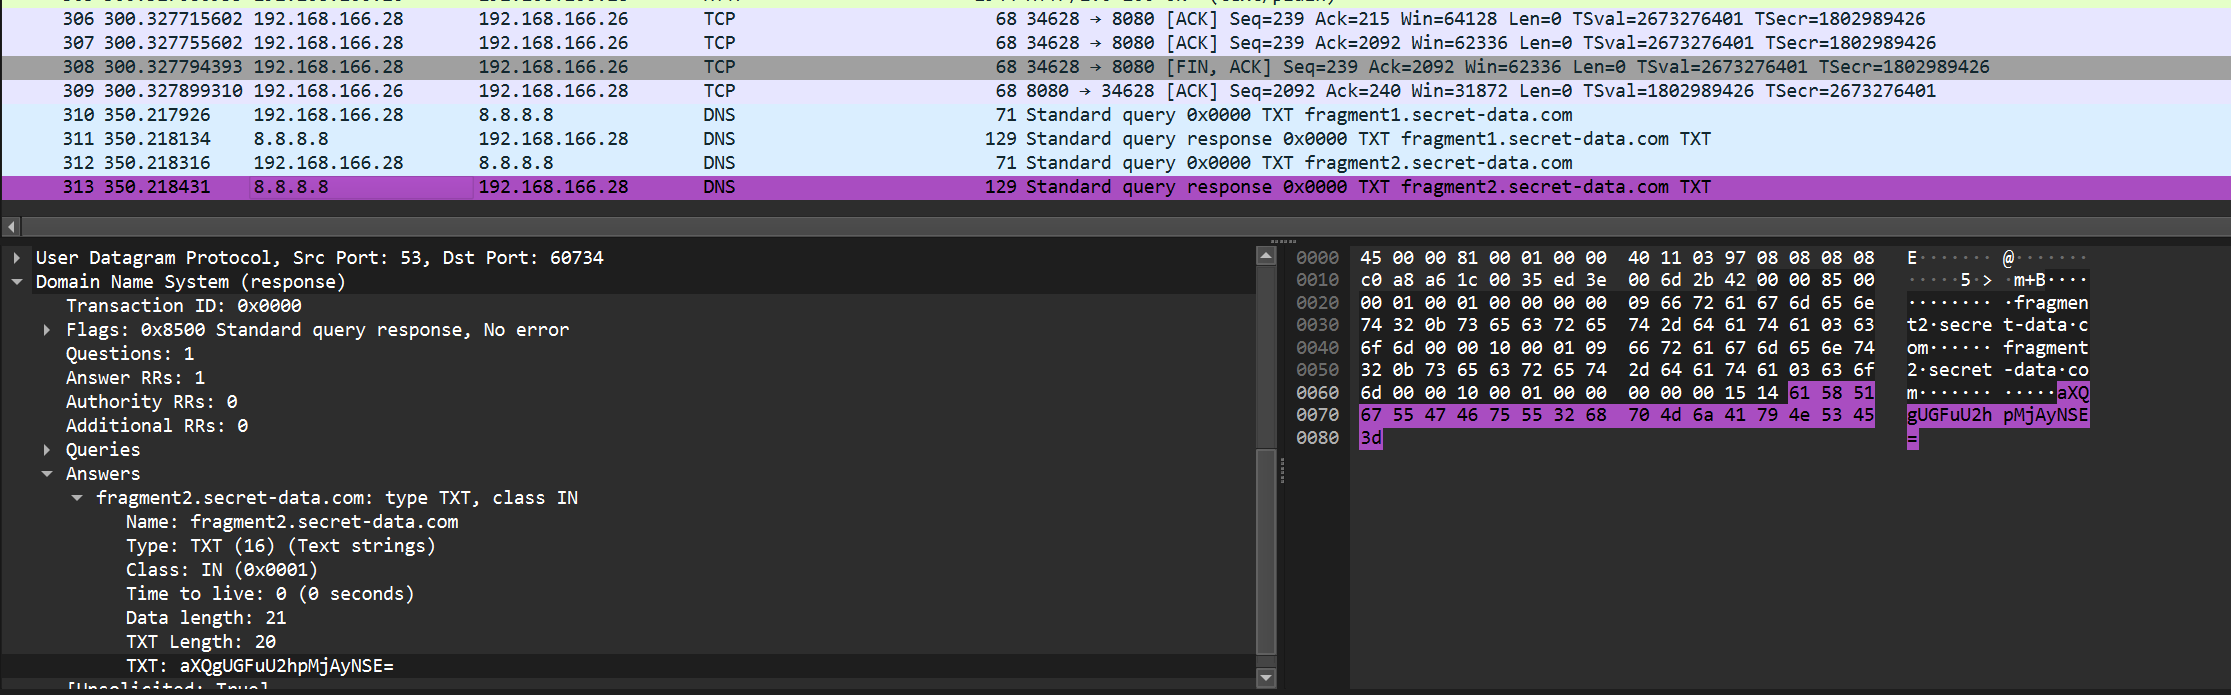 306 300.327715602 192.168.166.28 192.168.166.26 TCP 68 34628 → 8080 [ACK] Seq=239 Ack=215 Win=64128 Len=0 TSval=2673276401 TSecr=1802989426
307 300.327755602 192.168.166.28 192.168.166.26 TCP 68 34628 → 8080 [ACK] Seq=239 Ack=2092 Win=62336 Len=0 TSval=2673276401 TSecr=1802989426
308 300.327794393 192.168.166.28 192.168.166.26 TCP 68 34628 → 8080 [FIN, ACK] Seq=239 Ack=2092 Win=62336 Len=0 TSval=2673276401 TSecr=1802989426
309 300.327899310 192.168.166.26 192.168.166.28 TCP 68 8080 → 34628 [ACK] Seq=2092 Ack=240 Win=31872 Len=0 TSval=1802989426 TSecr=2673276401
310 350.217926 192.168.166.28 8.8.8.8 DNS 71 Standard query 0x0000 TXT fragment1.secret-data.com
311 350.218134 8.8.8.8 192.168.166.28 DNS 129 Standard query response 0x0000 TXT fragment1.secret-data.com TXT
312 350.218316 192.168.166.28 8.8.8.8 DNS 71 Standard query 0x0000 TXT fragment2.secret-data.com
313 350.218431 8.8.8.8 192.168.166.28 DNS 129 Standard query response 0x0000 TXT fragment2.secret-data.com TXT
User Datagram Protocol, Src Port: 53, Dst Port: 60734
Domain Name System (response)
Transaction ID: 0x0000
Flags: 0x8500 Standard query response, No error
Questions: 1
Answer RRs: 1
Authority RRs: 0
Additional RRs: 0
Queries
Answers
fragment2.secret-data.com: type TXT, class IN
Name: fragment2.secret-data.com
Type: TXT (16) (Text strings)
Class: IN (0x0001)
Time to live: 0 (0 seconds)
Data length: 21
TXT Length: 20
TXT: aXQgUGFuU2hpMjAyNSE=
[Unsolicited: True]
0000 45 00 00 81 00 01 00 00 40 11 03 97 08 08 08 08 E·······@·······
0010 c0 a8 a6 1c 00 35 ed 3e 00 6d 2b 42 00 00 85 00 ·····5·>·m+B····
0020 00 01 00 01 00 00 00 00 09 66 72 61 67 6d 65 6e ·········fragmen
0030 74 32 0b 73 65 63 72 65 74 2d 64 61 74 61 03 63 t2·secret-data·c
0040 6f 6d 00 00 10 00 01 09 66 72 61 67 6d 65 6e 74 om······fragment
0050 32 0b 73 65 63 72 65 74 2d 64 61 74 61 03 63 6f 2·secret-data·co
0060 6d 00 00 10 00 01 00 00 00 00 00 15 14 61 58 51 m············aXQ
0070 67 55 47 46 75 55 32 68 70 4d 6a 41 79 4e 53 45 gUGFuU2hpMjAyNSE
0080 3d =